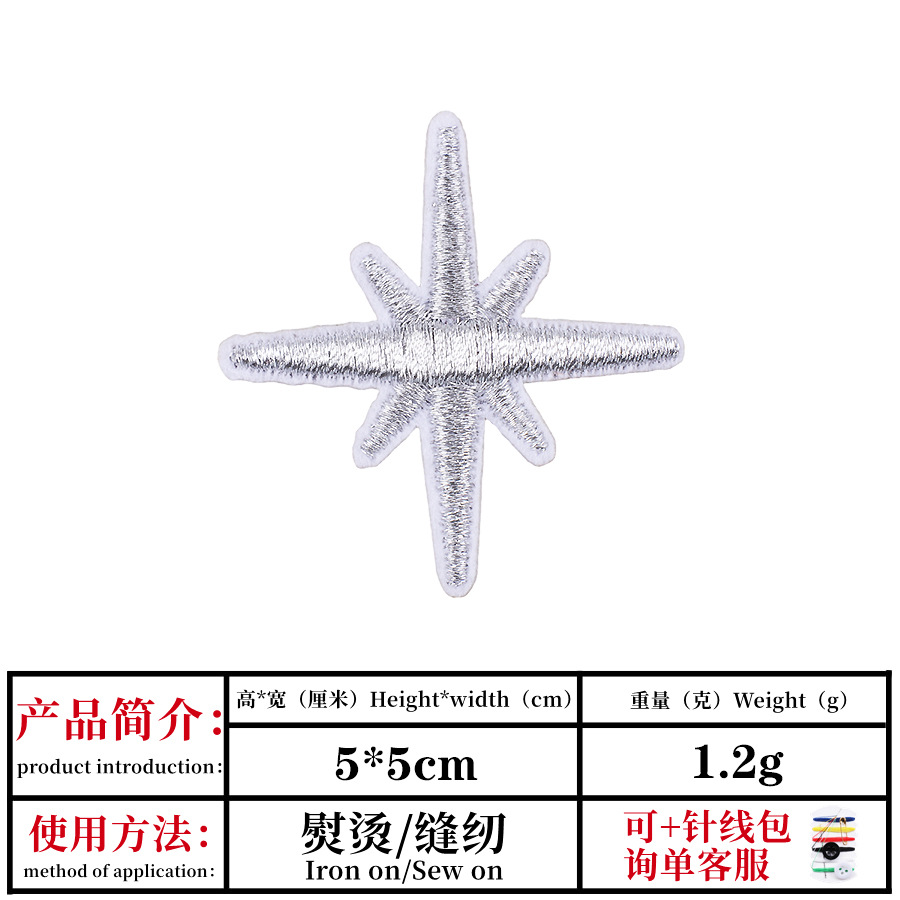 产品简介：
product introduction:
高*宽（厘米）Height*width（cm）
重量（克）Weight（g）
5*5cm
1.2g
使用方法：
method of application:
熨烫/缝纫
Iron on/Sew on
可+针线包
询单客服